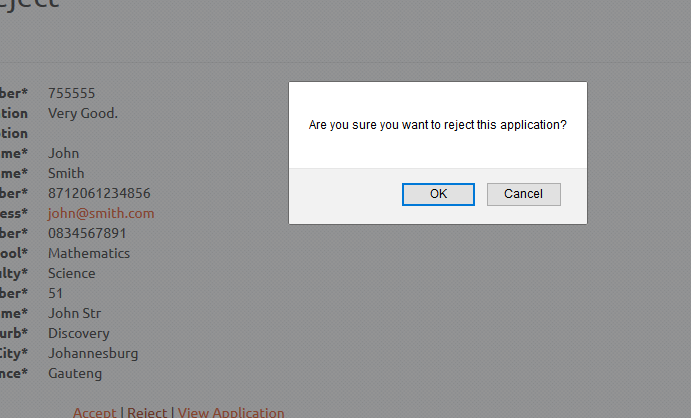 eject
ber* 755555
tion Very Good.
tion
me* John
me* Smith
ber* 8712061234856
ess* john@smith.com
ber* 0834567891
ool* Mathematics
ulty* Science
ber* 51
me* John Str
urb* Discovery
City* Johannesburg
nce* Gauteng
Accept | Reject | View Application
Are you sure you want to reject this application?
OK Cancel